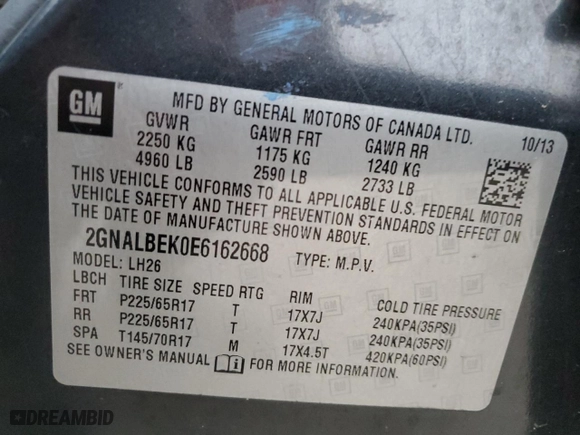 GM
MFD BY GENERAL MOTORS OF CANADA LTD. 10/13
GVWR GAWR FRT GAWR RR
2250 KG 1175 KG 1240 KG
4960 LB 2590 LB 2733 LB
THIS VEHICLE CONFORMS TO ALL APPLICABLE U.S. FEDERAL MOTOR
VEHICLE SAFETY AND THEFT PREVENTION STANDARDS IN EFFECT ON
THE DATE OF MANUFACTURE SHOWN ABOVE.
2GNALBEK0E6162668 TYPE: M.P.V.
MODEL: LH26
LBCH TIRE SIZE SPEED RTG RIM COLD TIRE PRESSURE
FRT P225/65R17 T 17X7J 240KPA(35PSI)
RR P225/65R17 T 17X7J 240KPA(35PSI)
SPA T145/70R17 M 17X4.5T 420KPA(60PSI)
SEE OWNER'S MANUAL FOR MORE INFORMATION.
DREAMBID